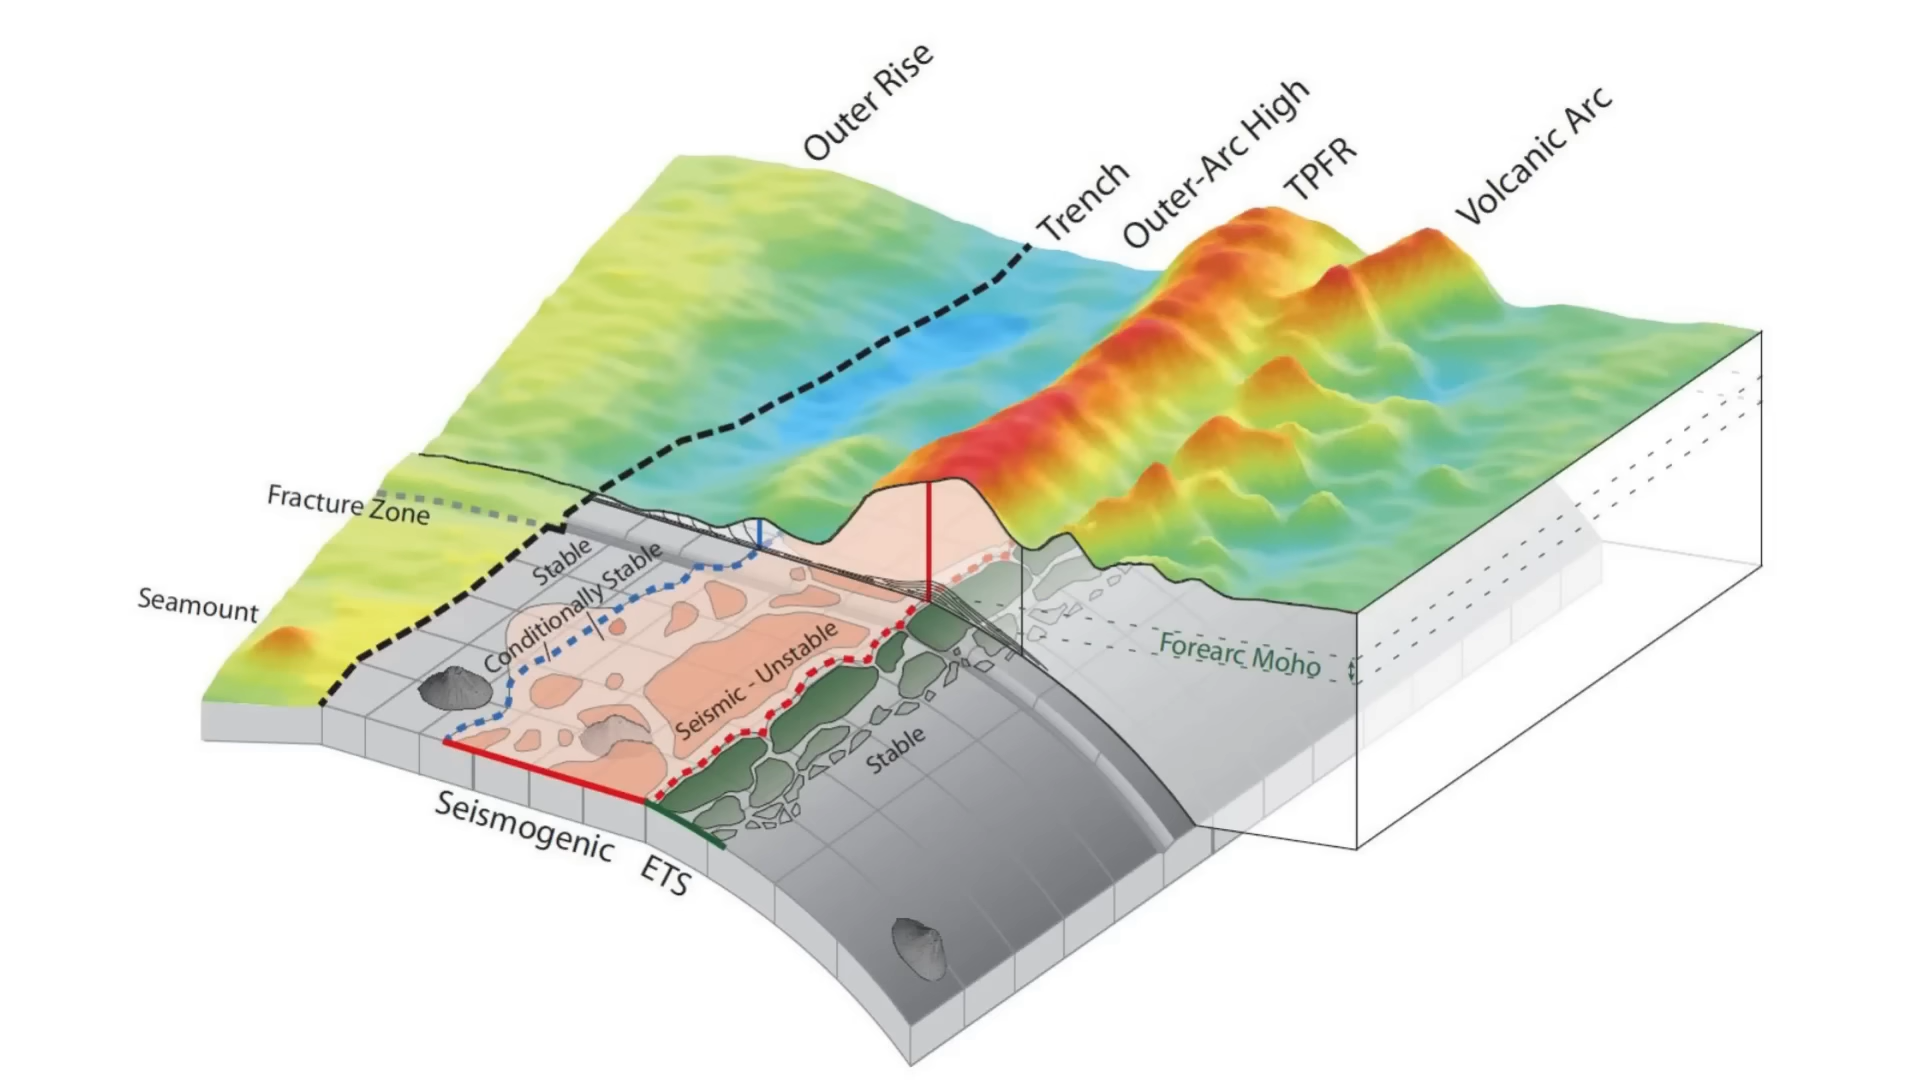 Outer Rise
Trench
Outer-Arc High
TPFR
Volcanic Arc
Fracture Zone
Seamount
Stable
Conditionally Stable
Seismic - Unstable
Stable
Forearc Moho
Seismogenic
ETS